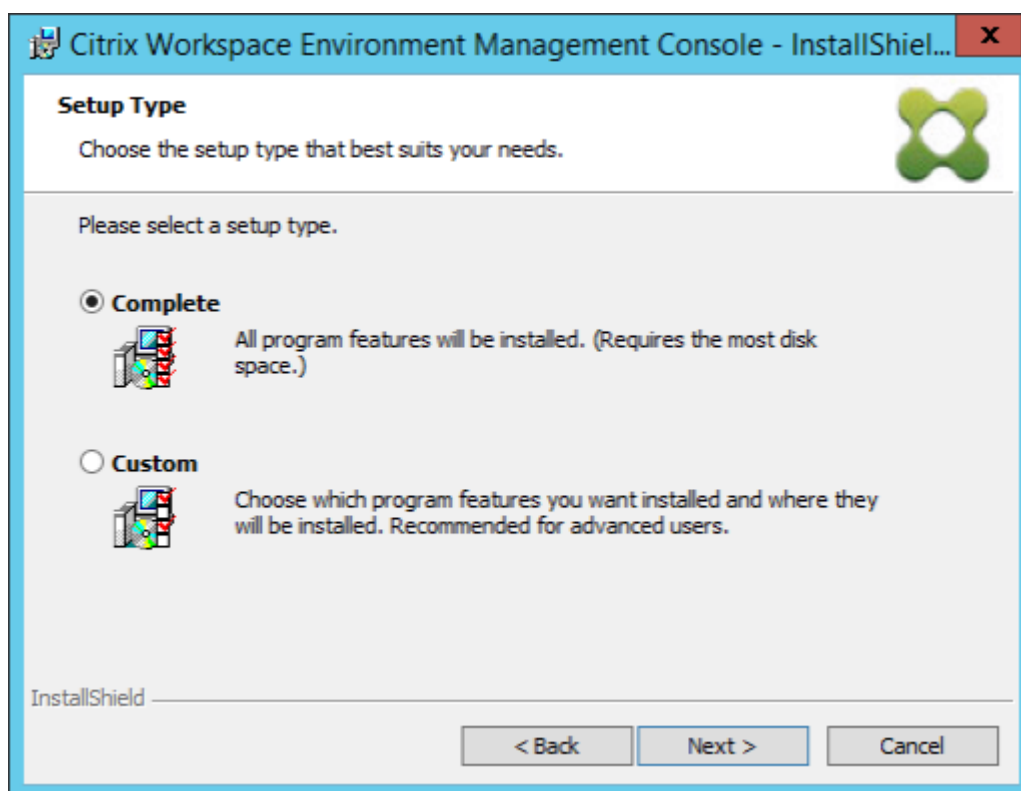 Citrix Workspace Environment Management Console - InstallShiel...
x
Setup Type
Choose the setup type that best suits your needs.
Please select a setup type.
Complete
All program features will be installed. (Requires the most disk
space.)
Custom
Choose which program features you want installed and where they
will be installed. Recommended for advanced users.
InstallShield
< Back Next > Cancel